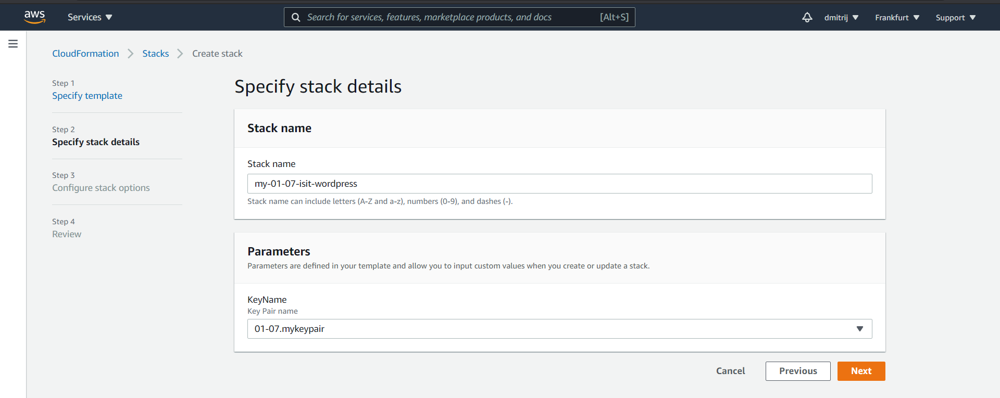 aws Services Search for services, features, marketplace products, and docs [Alt+S] dmitrij Frankfurt Support
CloudFormation Stacks Create stack
Step 1
Specify template
Step 2
Specify stack details
Step 3
Configure stack options
Step 4
Review
Specify stack details
Stack name
Stack name
my-01-07-isit-wordpress
Stack name can include letters (A-Z and a-z), numbers (0-9), and dashes (-).
Parameters
Parameters are defined in your template and allow you to input custom values when you create or update a stack.
KeyName
Key Pair name
01-07.mykeypair
Cancel Previous Next